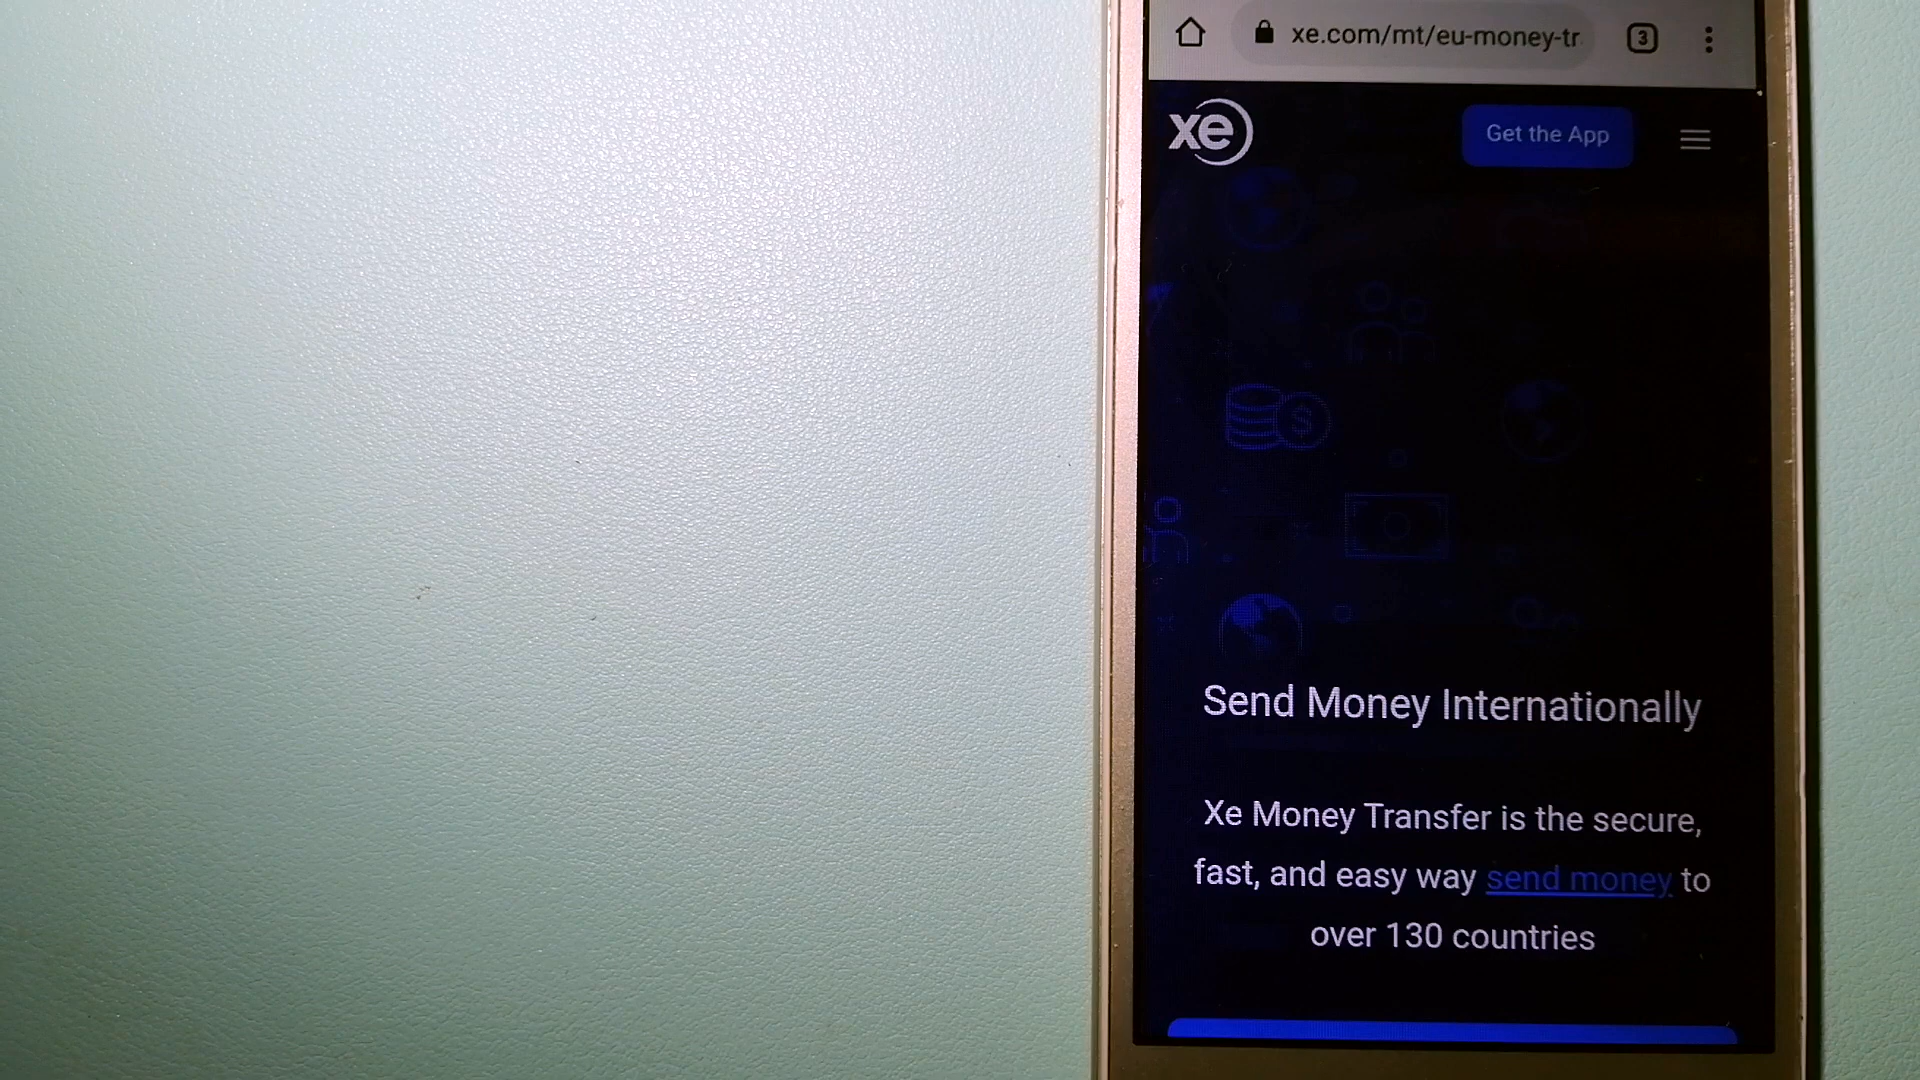 xe.com/mt/eu-money-tr
3
xe
Get the App
$
Send Money Internationally
Xe Money Transfer is the secure,
fast, and easy way send money to
over 130 countries